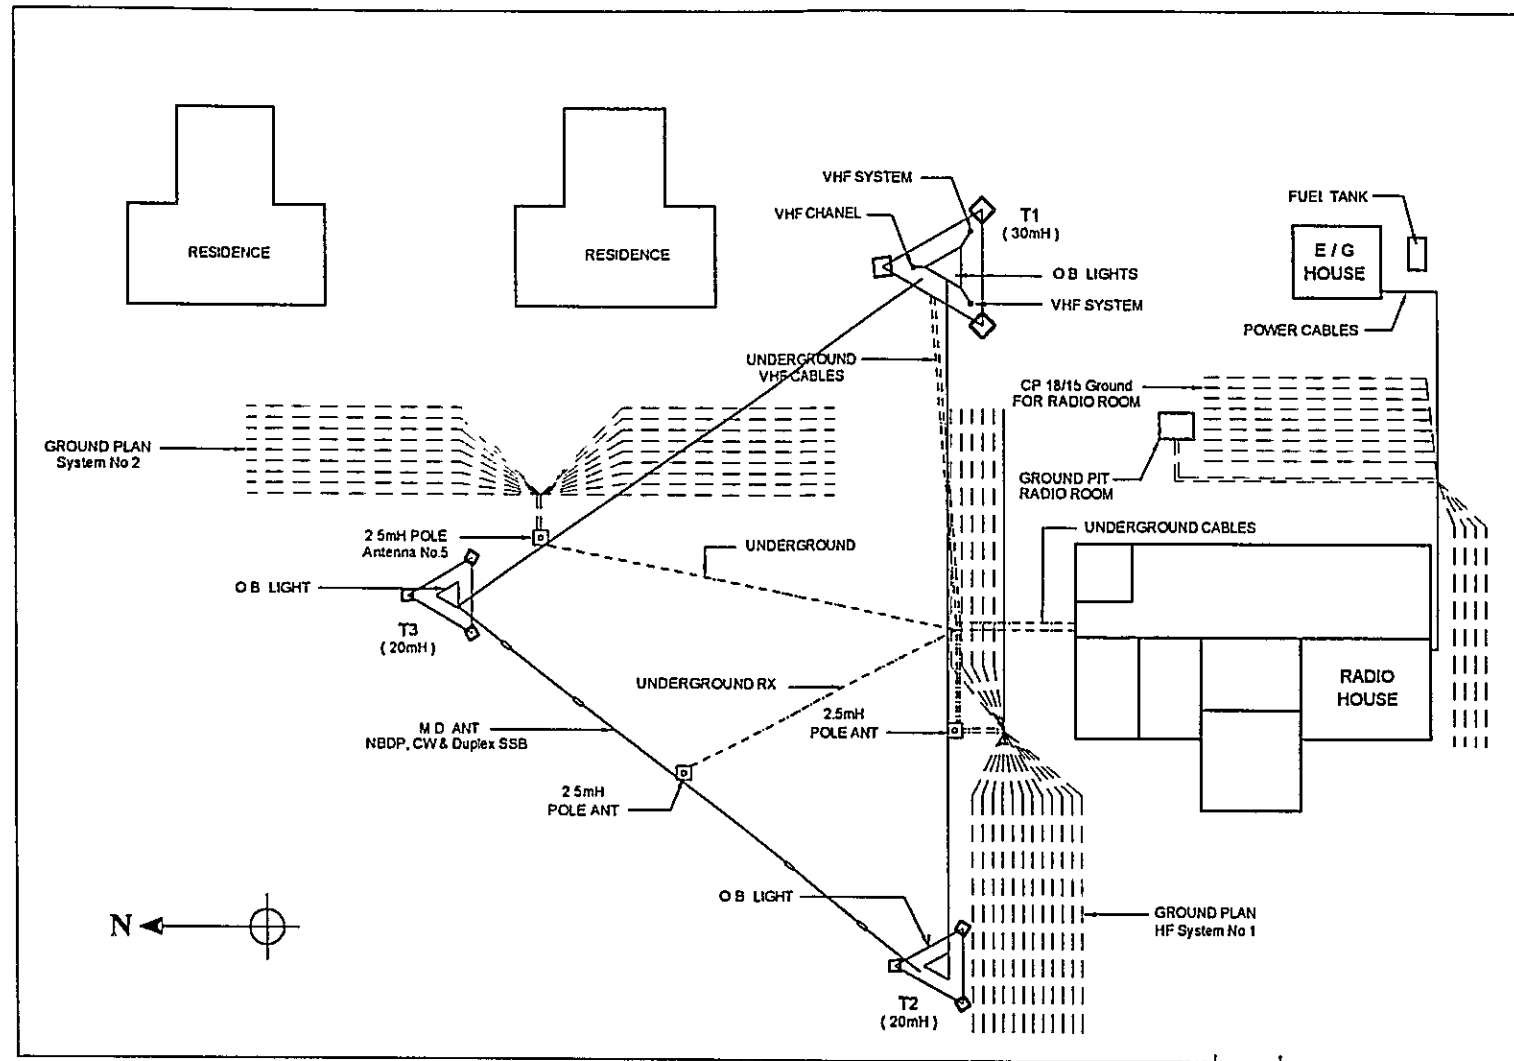 VHF SYSTEM
VHF CHANEL
T1
( 30mH )
FUEL TANK
E / G
HOUSE
RESIDENCE
RESIDENCE
O B LIGHTS
VHF SYSTEM
POWER CABLES
UNDERGROUND
VHF CABLES
CP 18/15 Ground
FOR RADIO ROOM
GROUND PLAN
System No 2
GROUND PIT
RADIO ROOM
2 5mH POLE
Antenna No.5
UNDERGROUND
UNDERGROUND CABLES
O B LIGHT
T3
( 20mH )
UNDERGROUND RX
RADIO
HOUSE
2.5mH
POLE ANT
M D ANT
NBDP, CW & Duplex SSB
2 5mH
POLE ANT
O B LIGHT
GROUND PLAN
HF System No 1
N
T2
( 20mH )